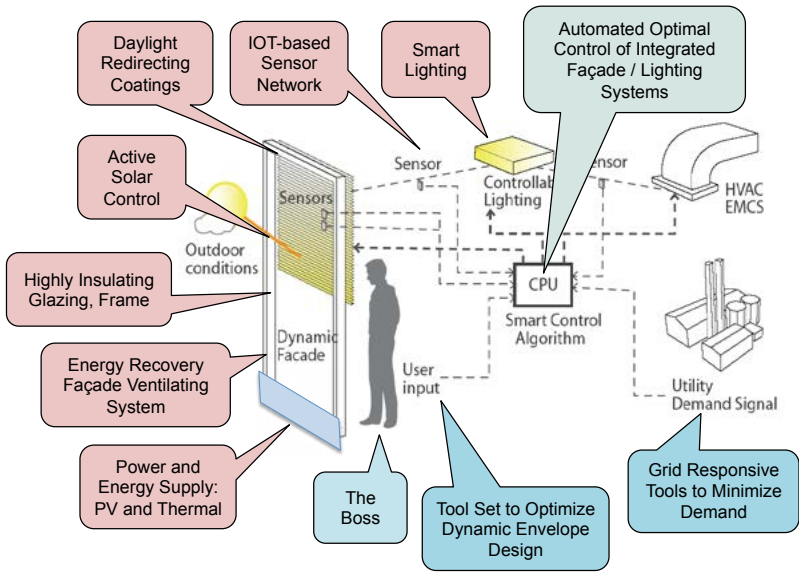 Daylight
Redirecting
Coatings
IOT-based
Sensor
Network
Smart
Lighting
Automated Optimal
Control of Integrated
Façade / Lighting
Systems
Active
Solar
Control
Sensor
Sensors
Controllab
Lighting
ensor
HVAC
EMCS
Outdoor
conditions
Highly Insulating
Glazing, Frame
CPU
Smart Control
Algorithm
Dynamic
Facade
Energy Recovery
Façade Ventilating
System
User
input
Utility
Demand Signal
Power and
Energy Supply:
PV and Thermal
The
Boss
Tool Set to Optimize
Dynamic Envelope
Design
Grid Responsive
Tools to Minimize
Demand